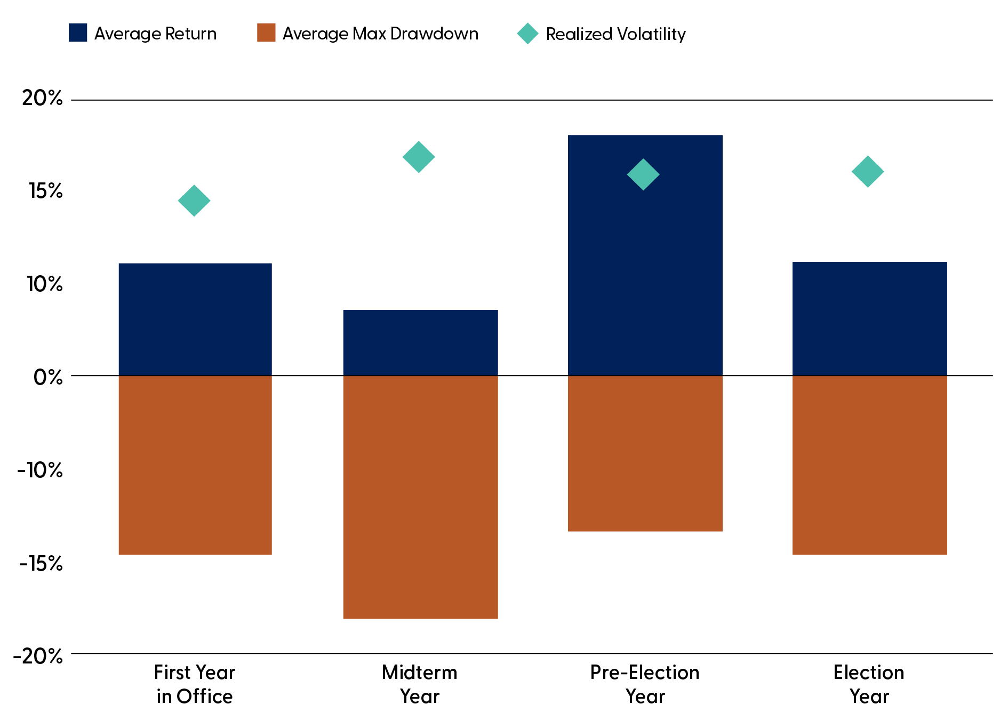 Average Return
Average Max Drawdown
Realized Volatility
20%
15%
10%
0%
-10%
-15%
-20%
First Year
in Office
Midterm
Year
Pre-Election
Year
Election
Year